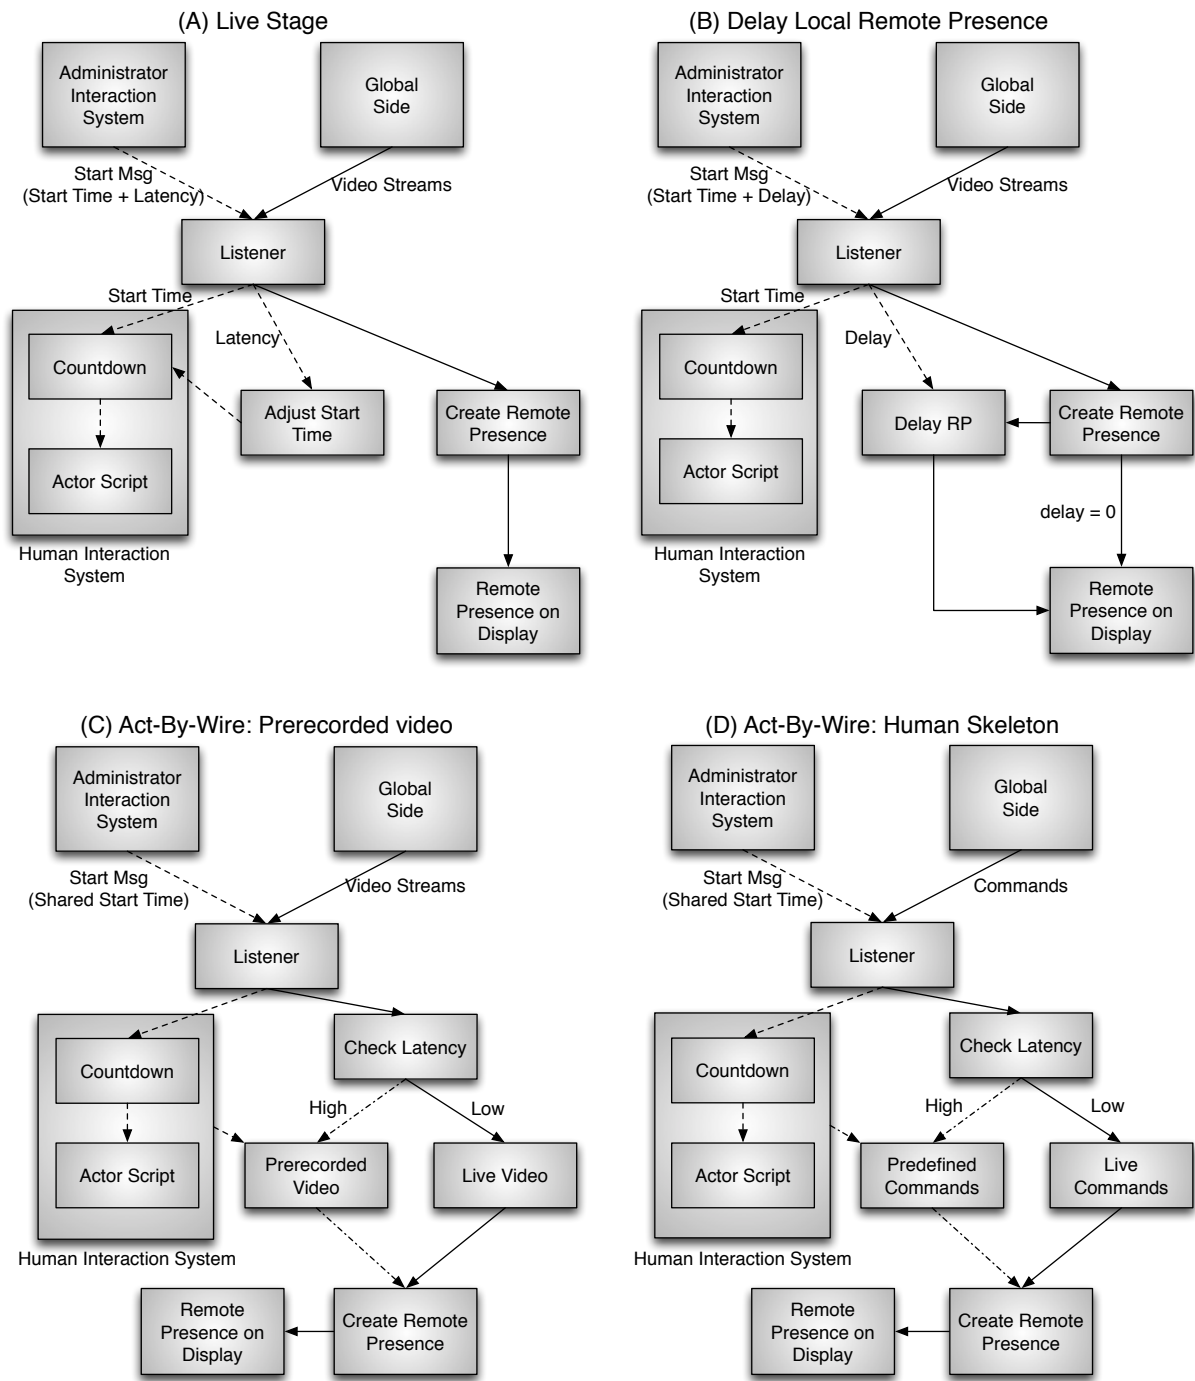 (A) Live Stage
Administrator
Interaction
System
Global
Side
Start Msg
(Start Time + Latency)
Video Streams
Listener
Start Time
Latency
Countdown
Adjust Start
Time
Create Remote
Presence
Actor Script
Human Interaction
System
Remote
Presence on
Display
(B) Delay Local Remote Presence
Administrator
Interaction
System
Global
Side
Start Msg
(Start Time + Delay)
Video Streams
Listener
Start Time
Delay
Countdown
Delay RP
Create Remote
Presence
Actor Script
delay = 0
Human Interaction
System
Remote
Presence on
Display
(C) Act-By-Wire: Prerecorded video
Administrator
Interaction
System
Global
Side
Start Msg
(Shared Start Time)
Video Streams
Listener
Check Latency
Countdown
High
Low
Actor Script
Prerecorded
Video
Live Video
Human Interaction System
Remote
Presence on
Display
Create Remote
Presence
(D) Act-By-Wire: Human Skeleton
Administrator
Interaction
System
Global
Side
Start Msg
(Shared Start Time)
Commands
Listener
Check Latency
Countdown
High
Low
Actor Script
Predefined
Commands
Live
Commands
Human Interaction System
Remote
Presence on
Display
Create Remote
Presence